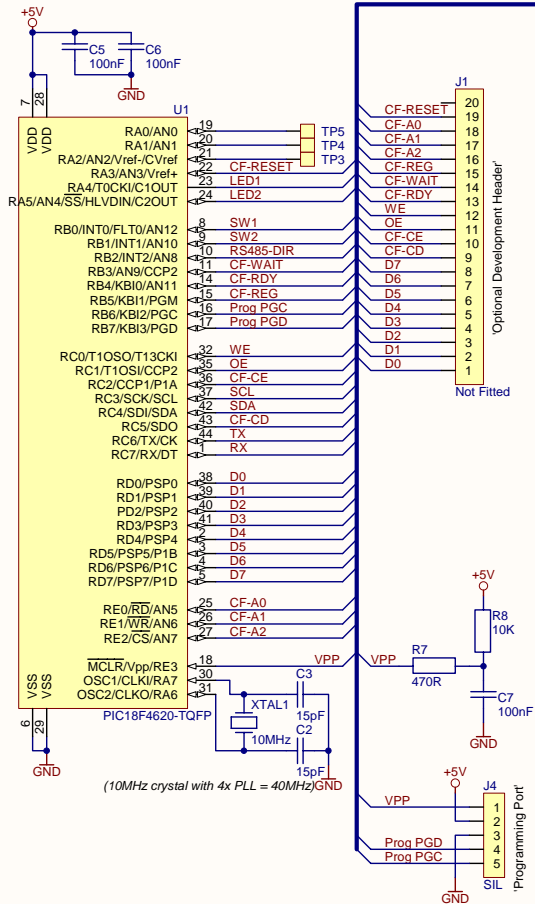 +5V
C5
100nF
C6
100nF
GND
7
28
VDD
VDD
U1
RA0/AN0 19 TP5
RA1/AN1 20 TP4
RA2/AN2/Vref-/CVref 21 TP3
RA3/AN3/Vref+ 22 CF-RESET
RA4/T0CKI/C1OUT 23 LED1
RA5/AN4/SS/HLVDIN/C2OUT 24 LED2
RB0/INT0/FLT0/AN12 8 SW1
RB1/INT1/AN10 9 SW2
RB2/INT2/AN8 10 RS485-DIR
RB3/AN9/CCP2 11 CF-WAIT
RB4/KBI0/AN11 14 CF-RDY
RB5/KBI1/PGM 15 CF-REG
RB6/KBI2/PGC 16 Prog PGC
RB7/KBI3/PGD 17 Prog PGD
RC0/T1OSO/T13CKI 32 WE
RC1/T1OSI/CCP2 35 OE
RC2/CCP1/P1A 36 CF-CE
RC3/SCK/SCL 37 SCL
RC4/SDI/SDA 42 SDA
RC5/SDO 43 CF-CD
RC6/TX/CK 44 TX
RC7/RX/DT 1 RX
RD0/PSP0 38 D0
RD1/PSP1 39 D1
PD2/PSP2 40 D2
RD3/PSP3 41 D3
RD4/PSP4 2 D4
RD5/PSP5/P1B 3 D5
RD6/PSP6/P1C 4 D6
RD7/PSP7/P1D 5 D7
RE0/RD/AN5 25 CF-A0
RE1/WR/AN6 26 CF-A1
RE2/CS/AN7 27 CF-A2
MCLR/Vpp/RE3 18 VPP
OSC1/CLKI/RA7 30
OSC2/CLKO/RA6 31
VSS
VSS
6
29
GND
PIC18F4620-TQFP
XTAL1
10MHz
C3
15pF
C2
15pF
GND
(10MHz crystal with 4x PLL = 40MHz)
J1
20
CF-RESET 19
CF-A0 18
CF-A1 17
CF-A2 16
CF-REG 15
CF-WAIT 14
CF-RDY 13
WE 12
OE 11
CF-CE 10
CF-CD 9
D7 8
D6 7
D5 6
D4 5
D3 4
D2 3
D1 2
D0 1
Not Fitted
'Optional Development Header'
+5V
R8
10K
VPP
R7
470R
C7
100nF
GND
+5V
J4
VPP 1
2
3
Prog PGD 4
Prog PGC 5
GND
SIL
'Programming Port'